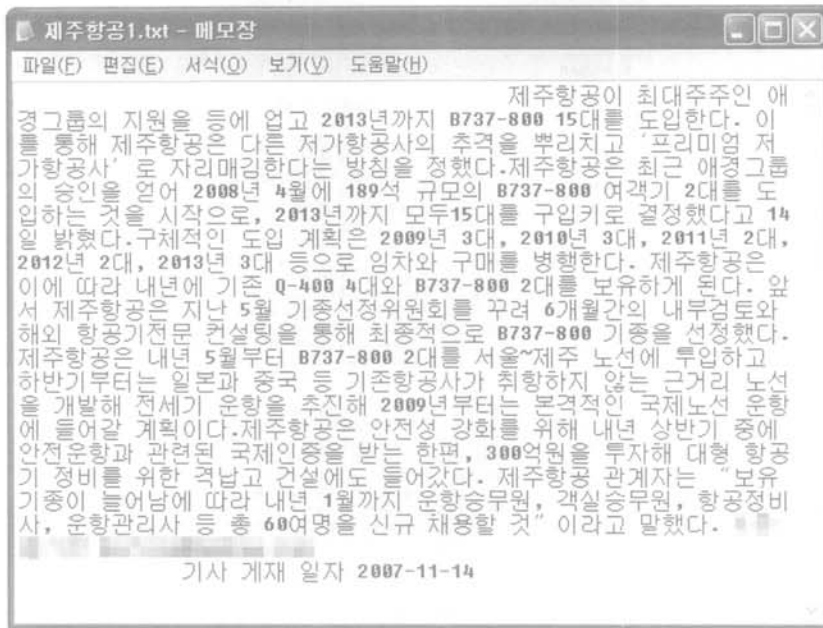 제주항공1.txt - 메모장
파일(F) 편집(E) 서식(O) 보기(V) 도움말(H)
제주항공이 최대주주인 애
경그룹의 지원을 등에 업고 2013년까지 B737-800 15대를 도입한다. 이
를 통해 제주항공은 다른 저가항공사의 추격을 뿌리치고 '프리미엄 저
가항공사' 로 자리매김한다는 방침을 정했다.제주항공은 최근 애경그룹
의 승인을 얻어 2008년 4월에 189석 규모의 B737-800 여객기 2대를 도
입하는 것을 시작으로, 2013년까지 모두15대를 구입키로 결정했다고 14
일 밝혔다.구체적인 도입 계획은 2009년 3대, 2010년 3대, 2011년 2대,
2012년 2대, 2013년 3대 등으로 임차와 구매를 병행한다. 제주항공은
이에 따라 내년에 기존 Q-400 4대와 B737-800 2대를 보유하게 된다. 앞
서 제주항공은 지난 5월 기종선정위원회를 꾸려 6개월간의 내부검토와
해외 항공기전문 컨설팅을 통해 최종적으로 B737-800 기종을 선정했다.
제주항공은 내년 5월부터 B737-800 2대를 서울~제주 노선에 투입하고
하반기부터는 일본과 중국 등 기존항공사가 취항하지 않는 근거리 노선
을 개발해 전세기 운항을 추진해 2009년부터는 본격적인 국제노선 운항
에 들어갈 계획이다.제주항공은 안전성 강화를 위해 내년 상반기 중에
안전운항과 관련된 국제인증을 받는 한편, 300억원을 투자해 대형 항공
기 정비를 위한 격납고 건설에도 들어갔다. 제주항공 관계자는 "보유
기종이 늘어남에 따라 내년 1월까지 운항승무원, 객실승무원, 항공정비
사, 운항관리사 등 총 60여명을 신규 채용할 것" 이라고 말했다.
기사 게재 일자 2007-11-14